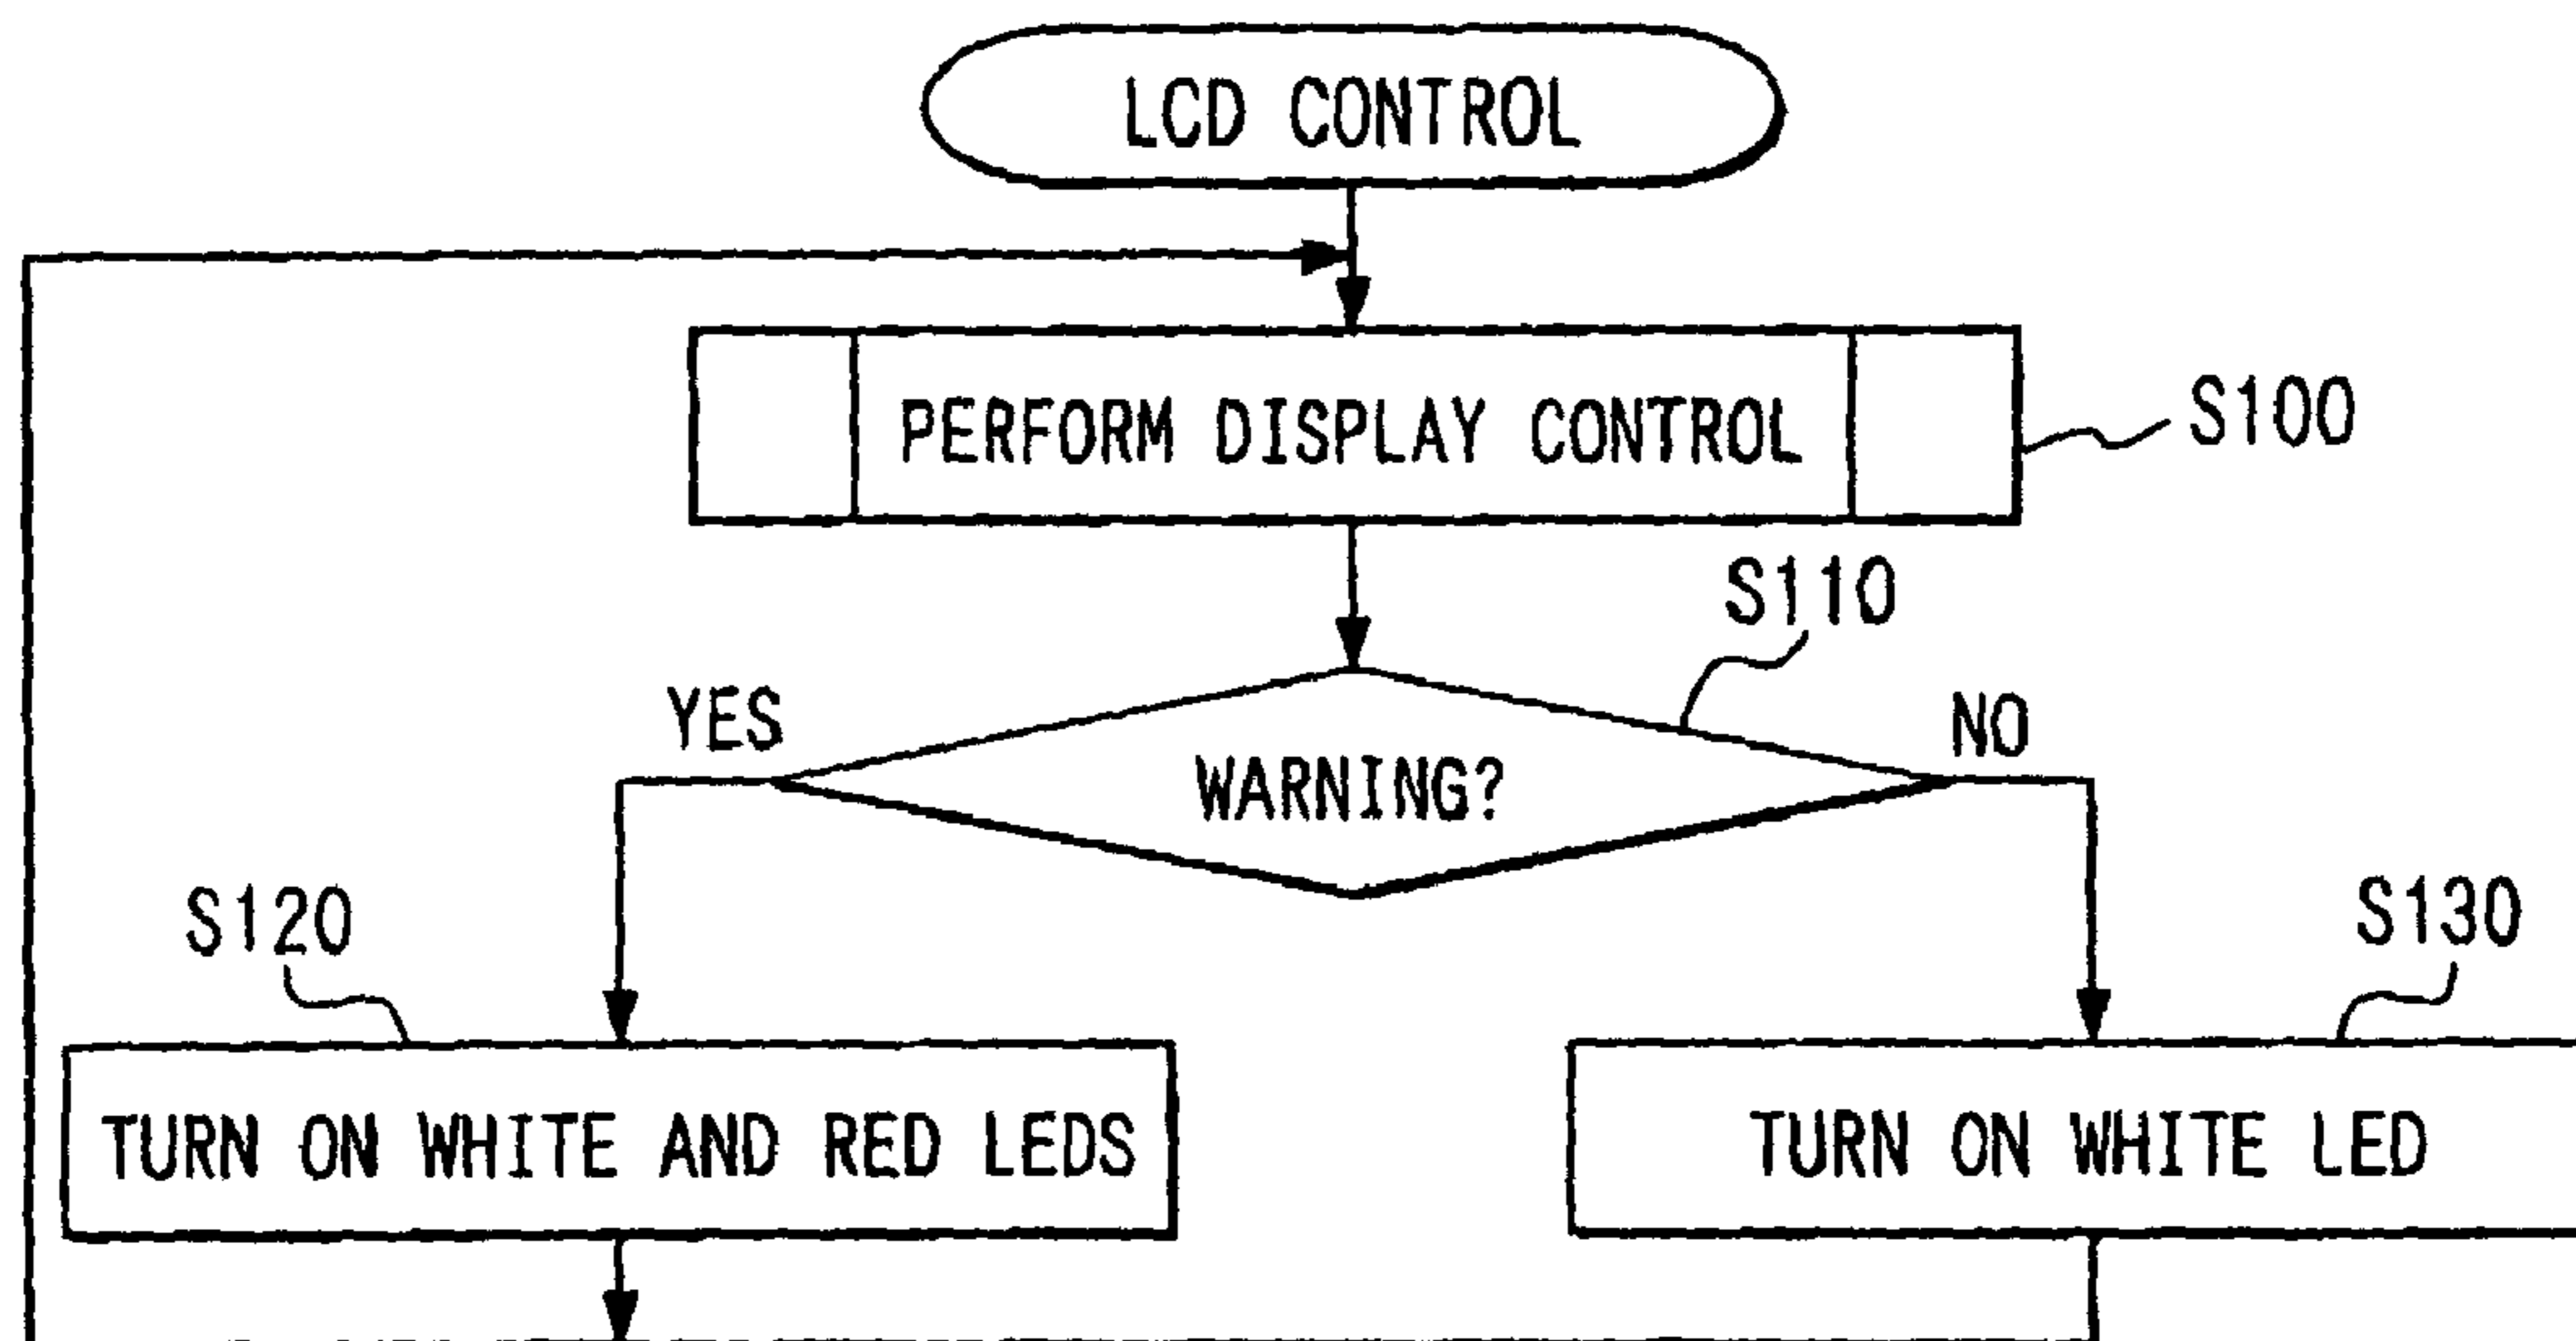 LCD CONTROL
PERFORM DISPLAY CONTROL
S100
S110
YES
NO
WARNING?
S120
S130
TURN ON WHITE AND RED LEDS
TURN ON WHITE LED